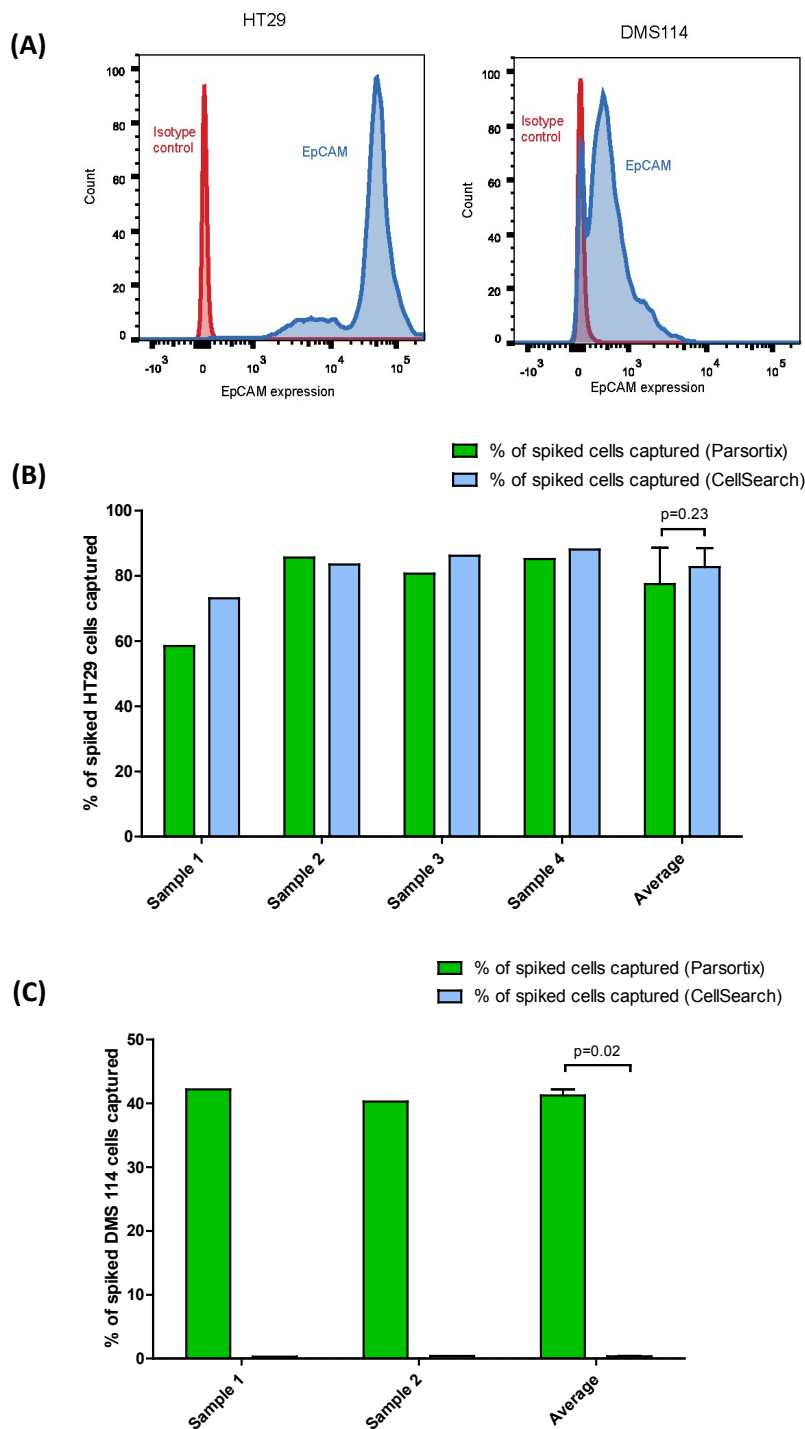 HT29
DMS114
(A)
100
80
60
40
20
0
Count
Isotype
control
EpCAM
-10³ 0 10³ 10⁴ 10⁵
EpCAM expression
100
80
60
40
20
0
Count
Isotype control
EpCAM
-10³ 0 10³ 10⁴ 10⁵
EpCAM expression
(B)
% of spiked cells captured (Parsortix)
% of spiked cells captured (CellSearch)
p=0.23
% of spiked HT29 cells captured
100
80
60
40
20
0
Sample 1
Sample 2
Sample 3
Sample 4
Average
(C)
% of spiked cells captured (Parsortix)
% of spiked cells captured (CellSearch)
p=0.02
% of spiked DMS 114 cells captured
50
40
30
20
10
0
Sample 1
Sample 2
Average